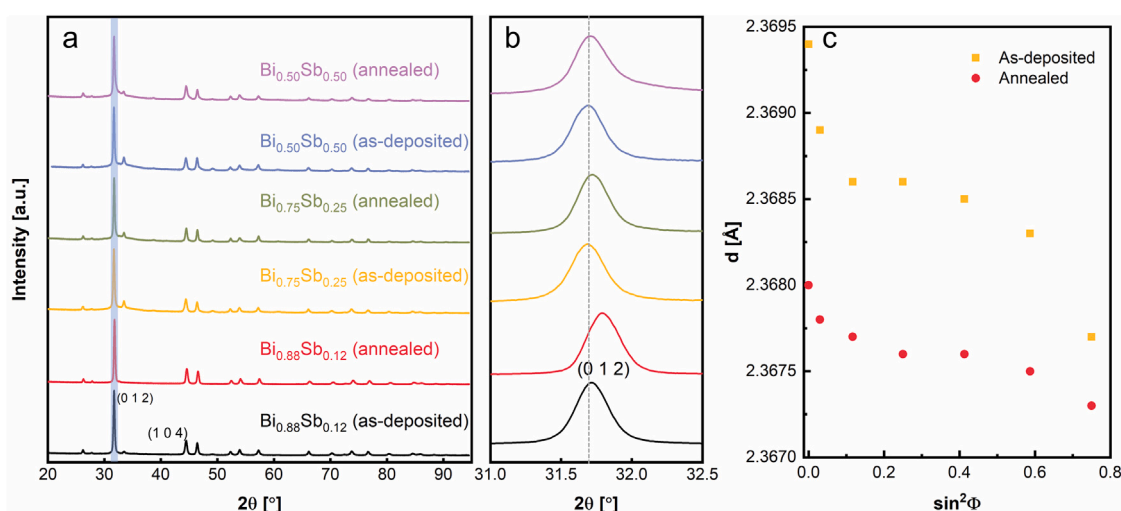 a
Bi0.50Sb0.50 (annealed)
Bi0.50Sb0.50 (as-deposited)
Bi0.75Sb0.25 (annealed)
Bi0.75Sb0.25 (as-deposited)
Bi0.88Sb0.12 (annealed)
(0 1 2)
Bi0.88Sb0.12 (as-deposited)
(1 0 4)
Intensity [a.u.]
20 30 40 50 60 70 80 90
2θ [°]
b
(0 1 2)
31.0 31.5 32.0 32.5
2θ [°]
c
As-deposited
Annealed
2.3695
2.3690
2.3685
2.3680
2.3675
2.3670
d [Å]
0.0 0.2 0.4 0.6 0.8
sin²Φ